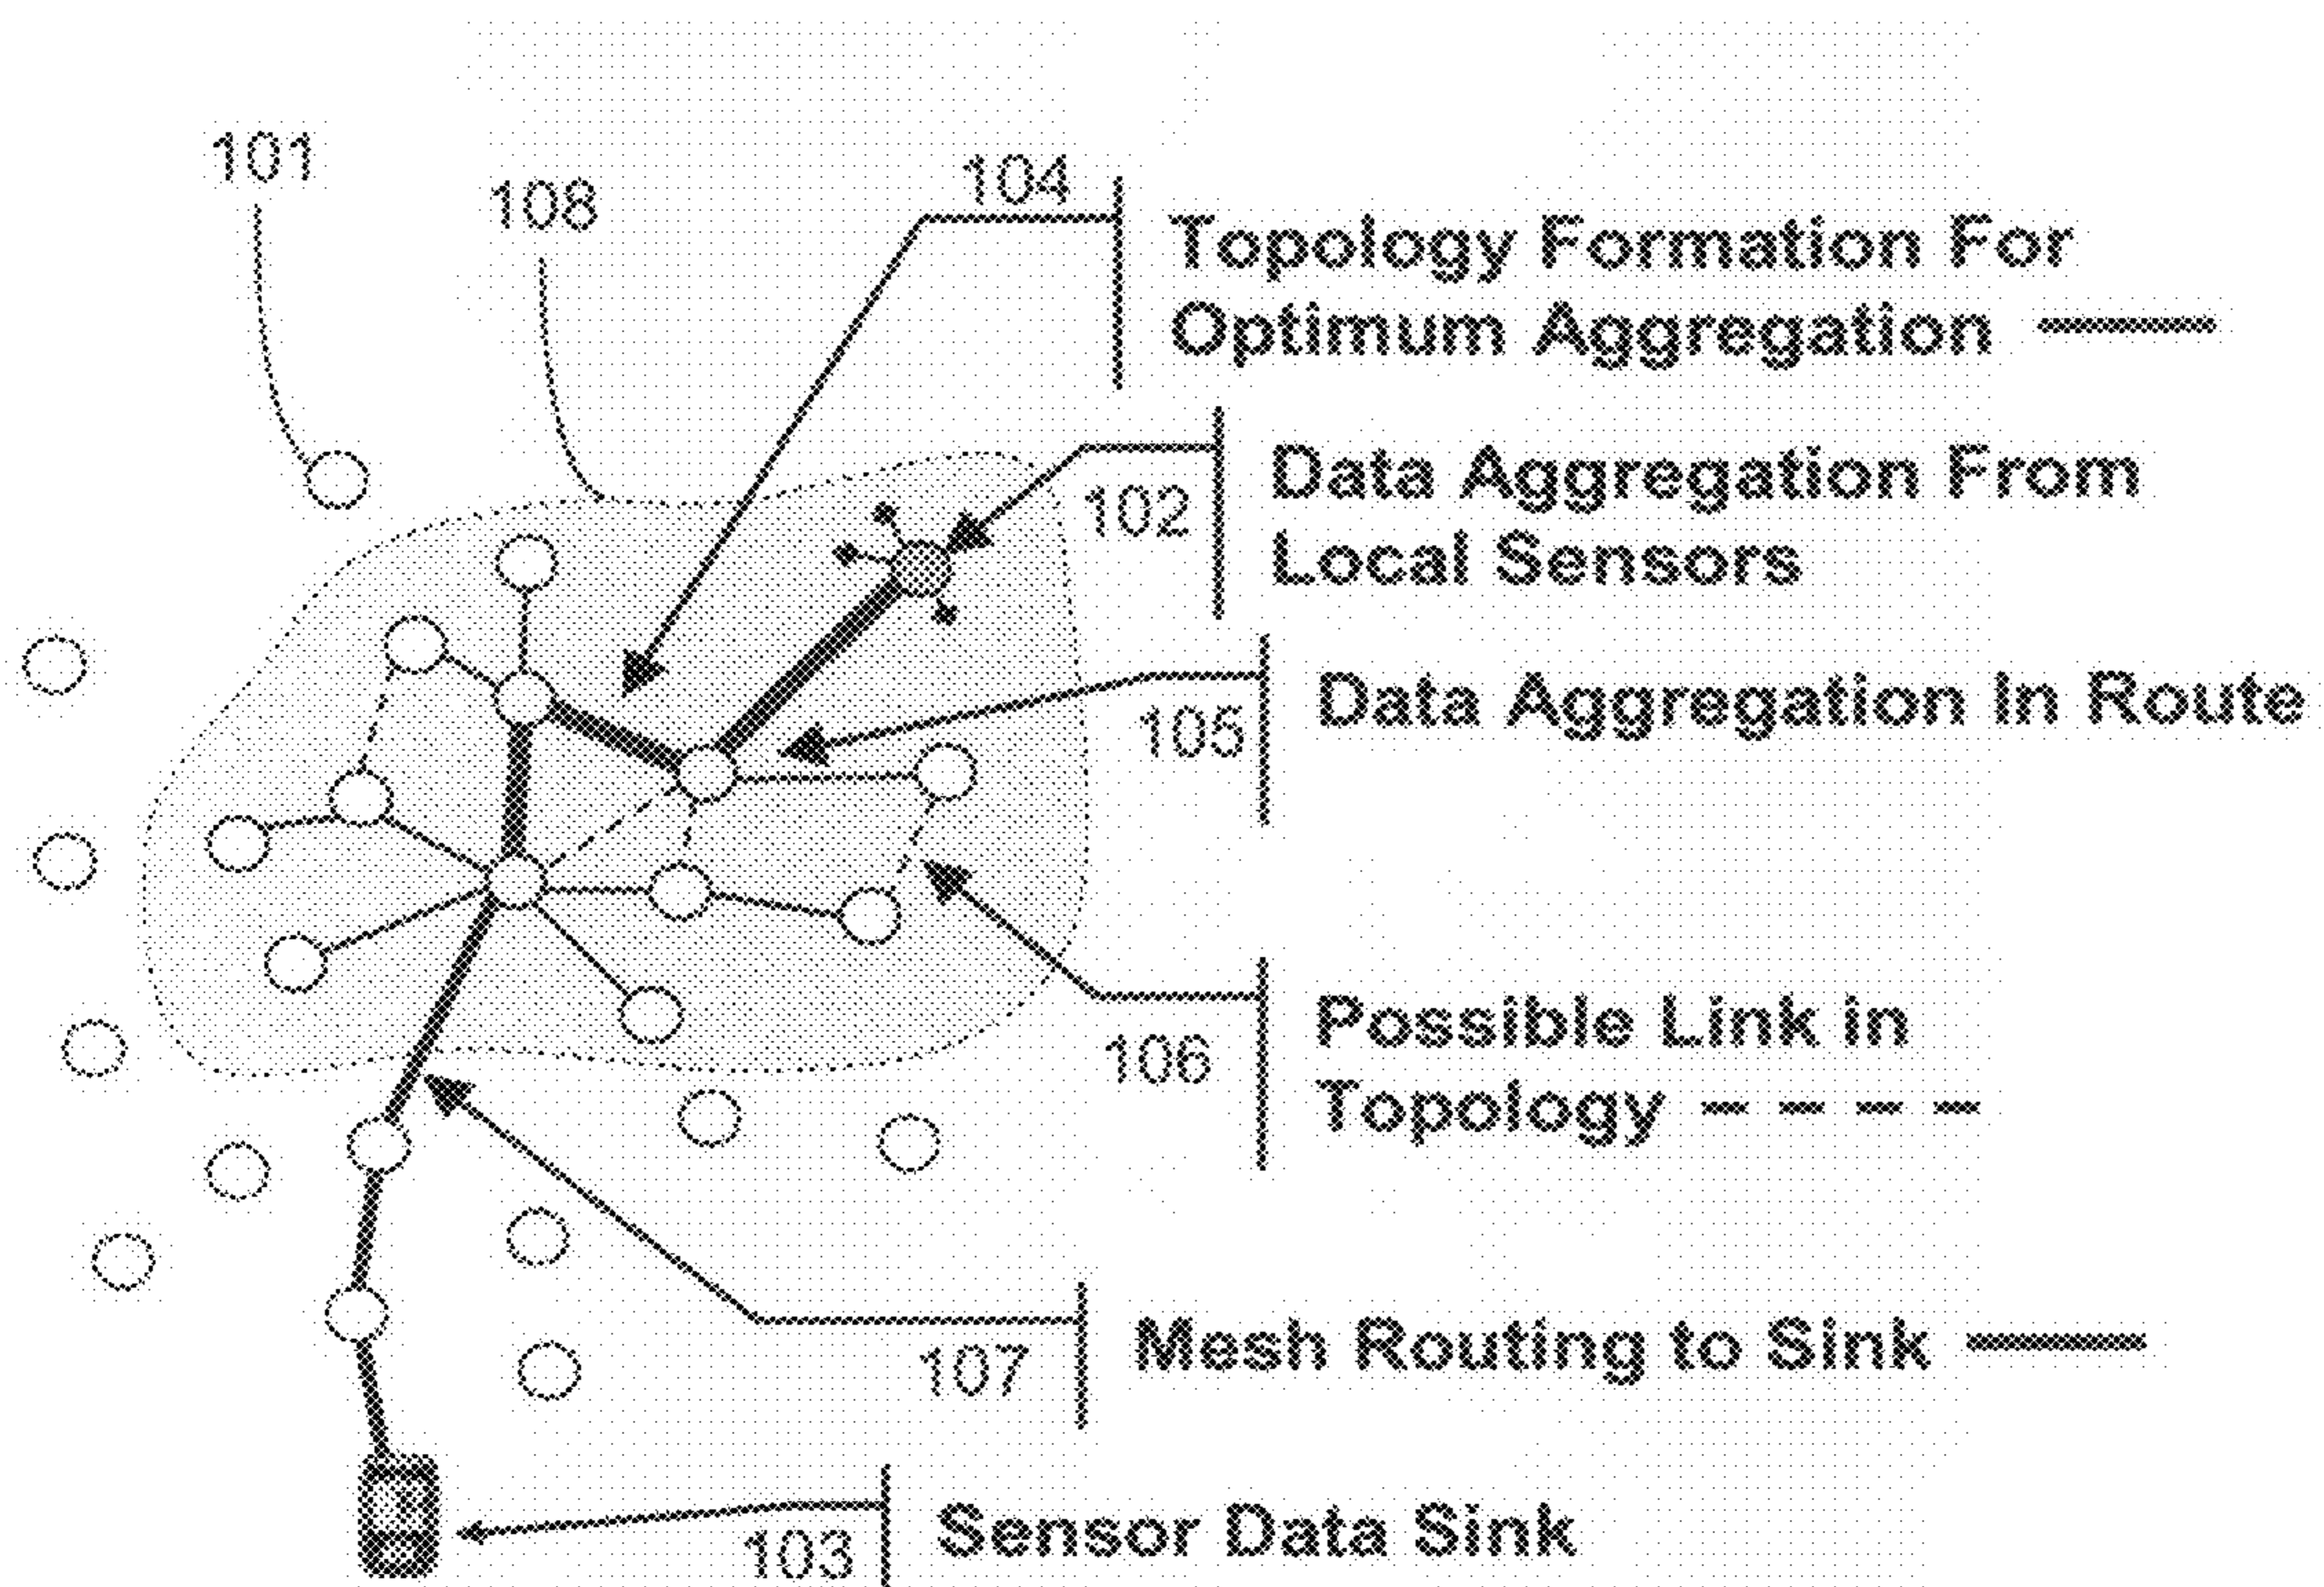 101
108
104
Topology Formation For
Optimum Aggregation
102
Data Aggregation From
Local Sensors
105
Data Aggregation In Route
106
Possible Link in
Topology
107
Mesh Routing to Sink
103
Sensor Data Sink